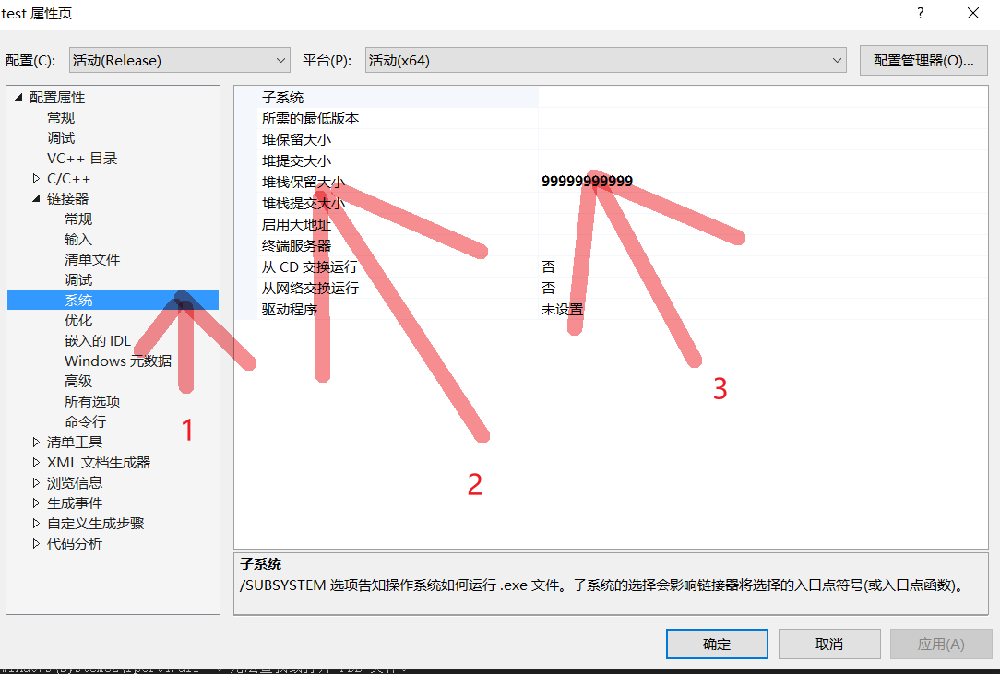 test 属性页
?
配置(C):
活动(Release)
平台(P):
活动(x64)
配置管理器(O)...
配置属性
常规
调试
VC++ 目录
C/C++
链接器
常规
输入
清单文件
调试
系统
优化
嵌入的 IDL
Windows 元数据
高级
所有选项
命令行
清单工具
XML 文档生成器
浏览信息
生成事件
自定义生成步骤
代码分析
1
子系统
所需的最低版本
堆保留大小
堆提交大小
堆栈保留大小 99999999999
堆栈提交大小
启用大地址
终端服务器
从 CD 交换运行 否
从网络交换运行 否
驱动程序 未设置
3
2
子系统
/SUBSYSTEM 选项告知操作系统如何运行 .exe 文件。子系统的选择会影响链接器将选择的入口点符号(或入口点函数)。
确定
取消
应用(A)